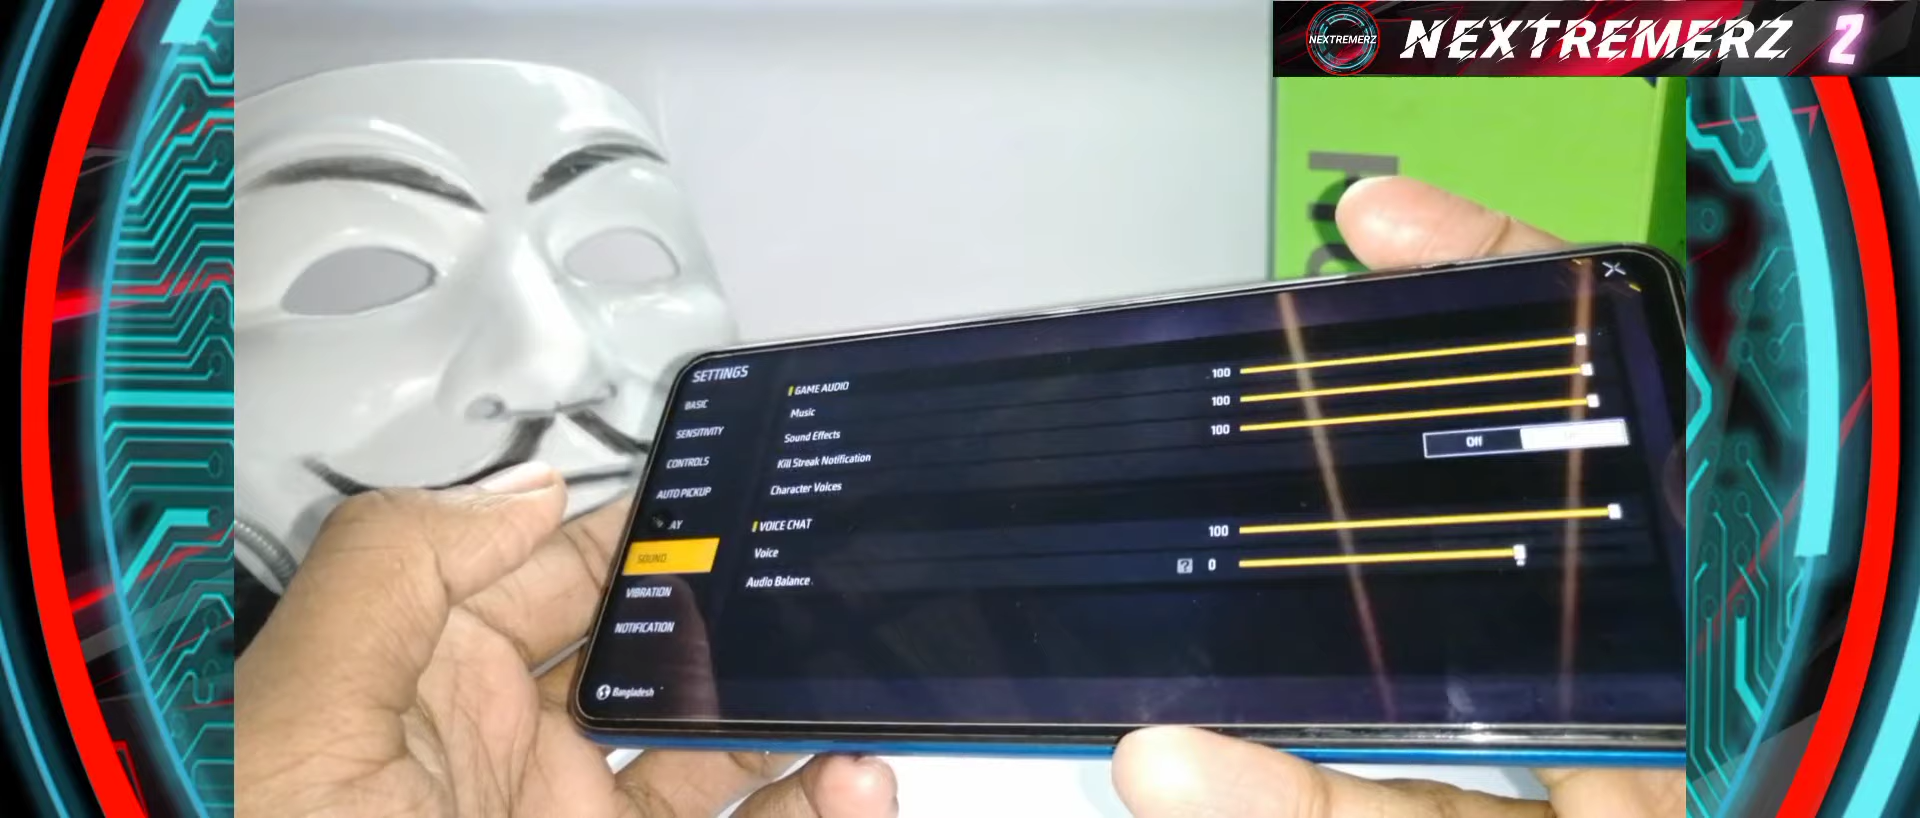 NEXTREMERZ
NEXTREMERZ 2
SETTINGS
BASIC
SENSITIVITY
CONTROLS
AUTO PICKUP
AY
SOUND
VIBRATION
NOTIFICATION
Bangladesh
GAME AUDIO
Music 100
Sound Effects 100
Kill Streak Notification 100
Character Voices Off
VOICE CHAT
Voice 100
Audio Balance ? 0